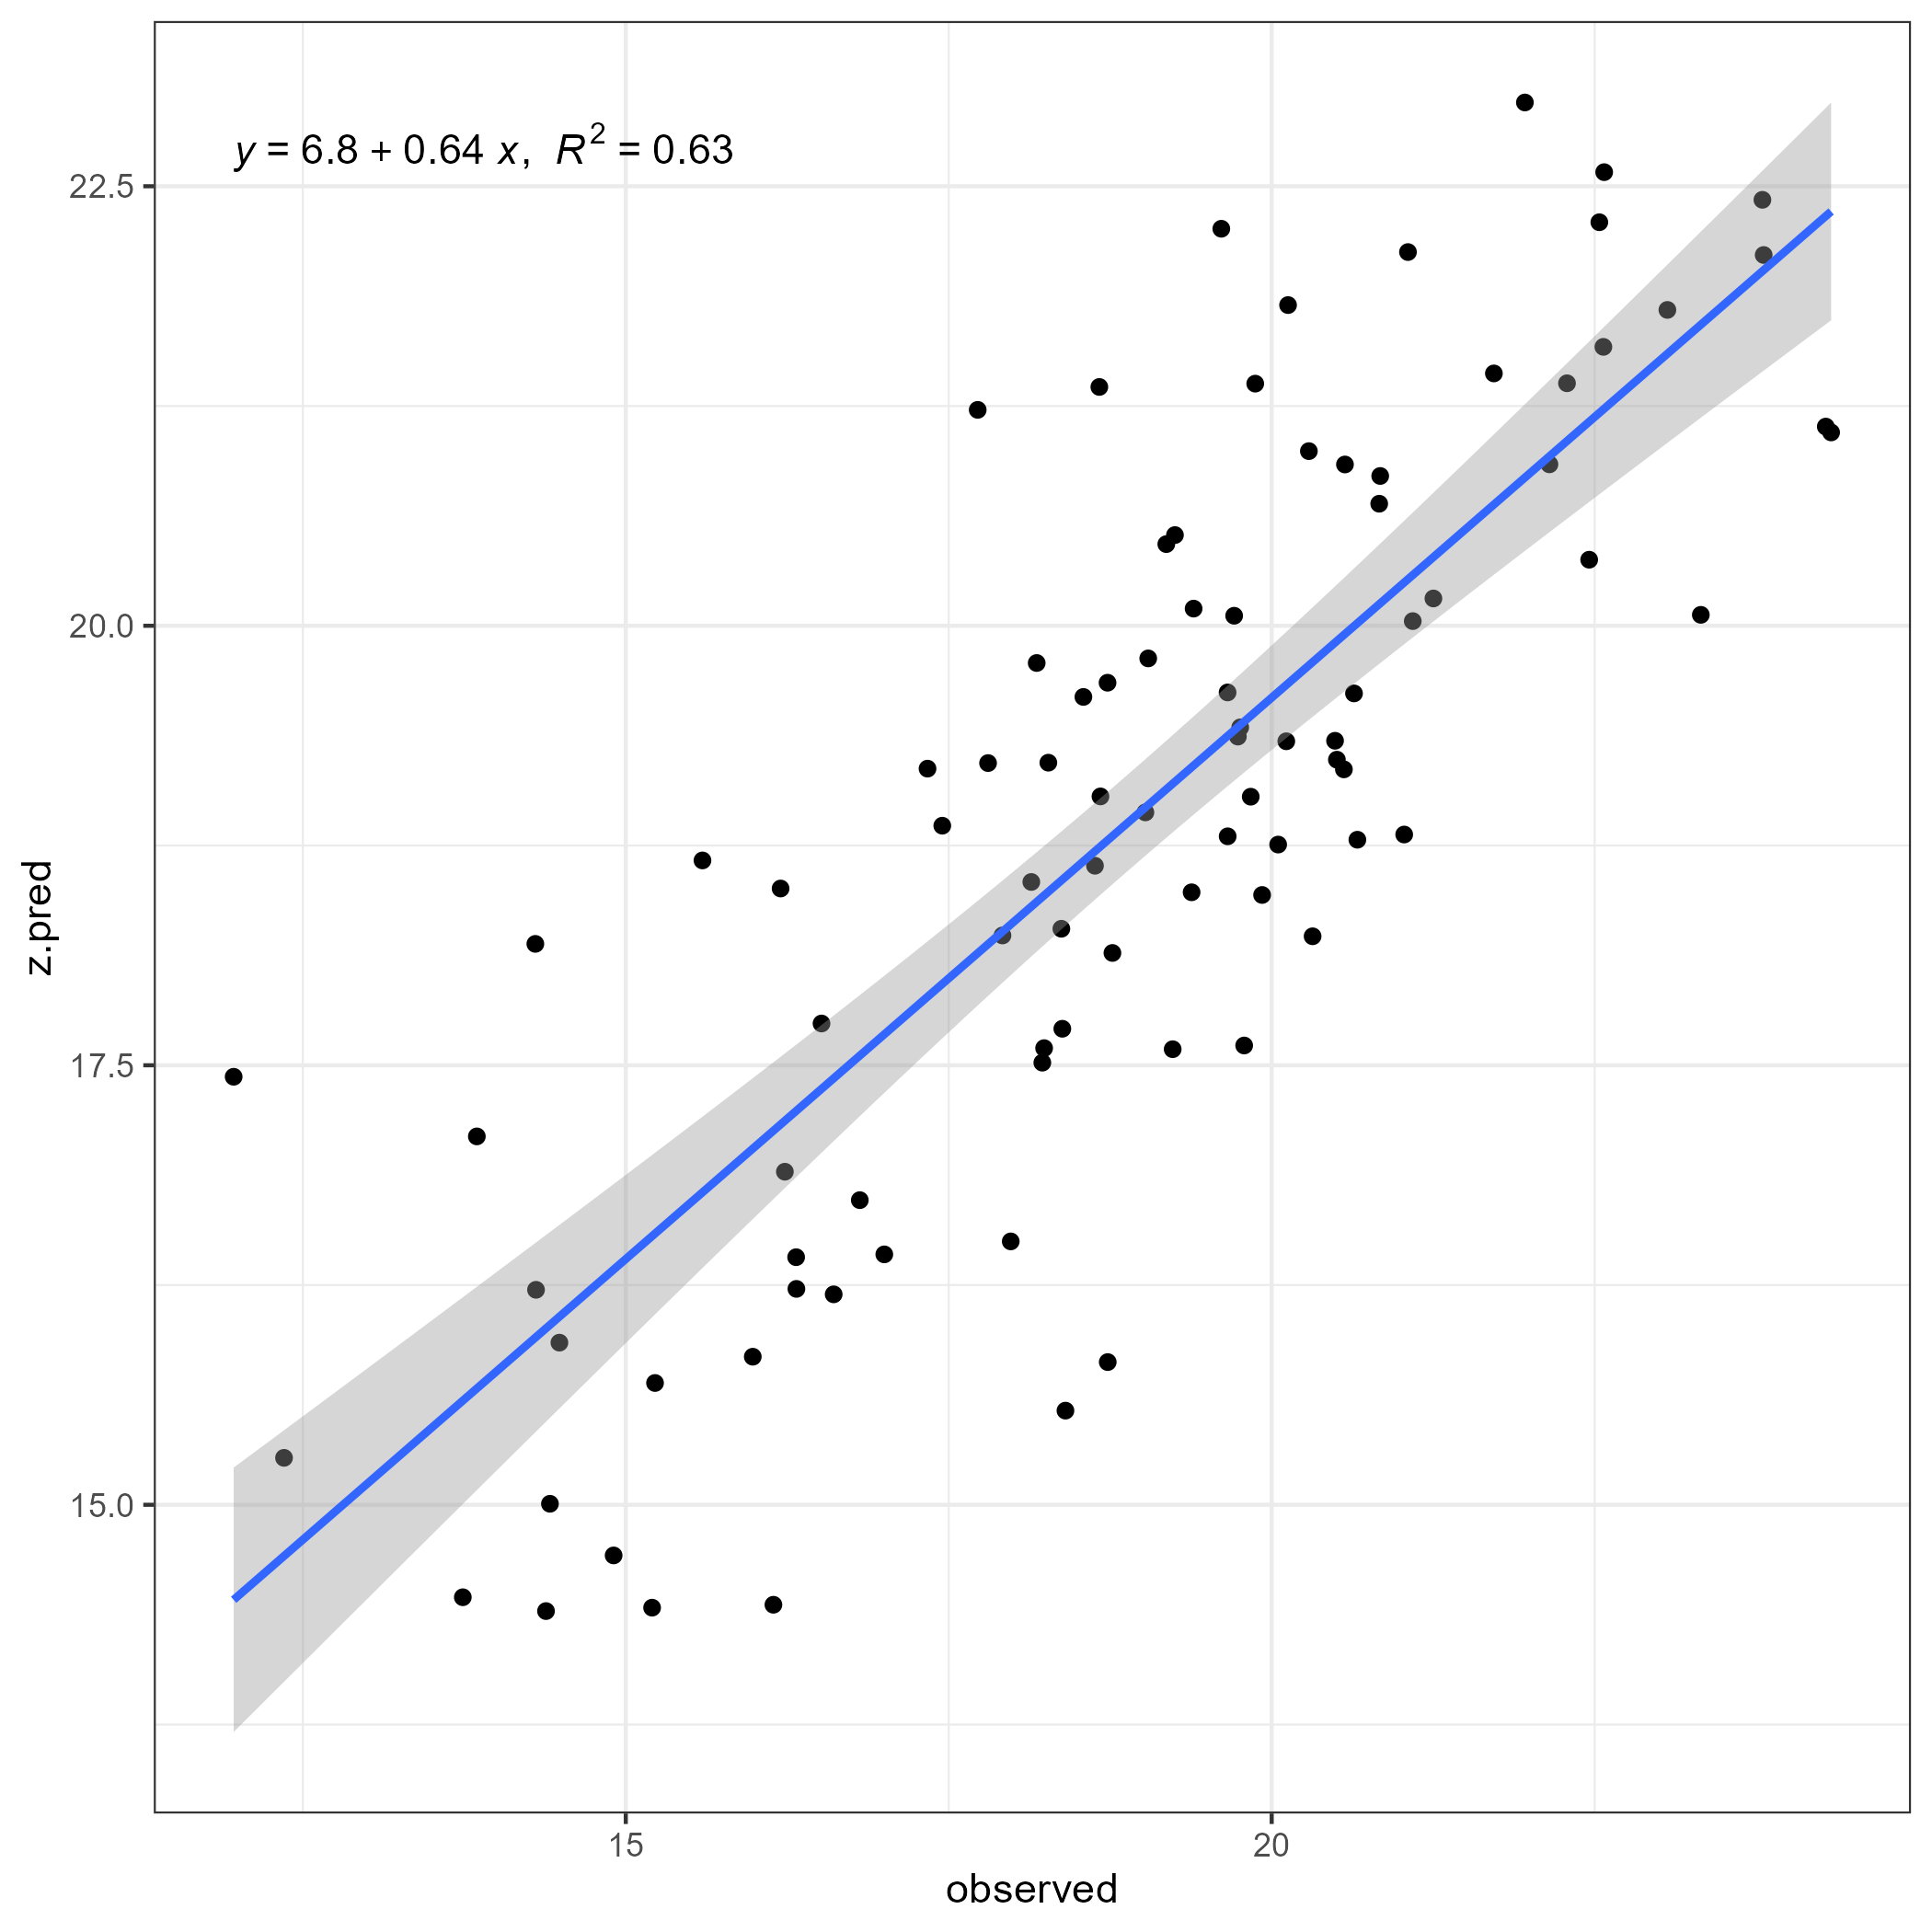 y = 6.8 + 0.64 x, R² = 0.63
22.5
20.0
17.5
15.0
z.pred
15 20
observed